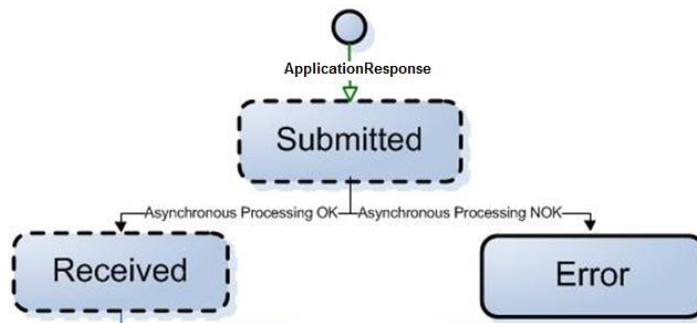 ApplicationResponse
Submitted
Asynchronous Processing OK
Asynchronous Processing NOK
Received
Error